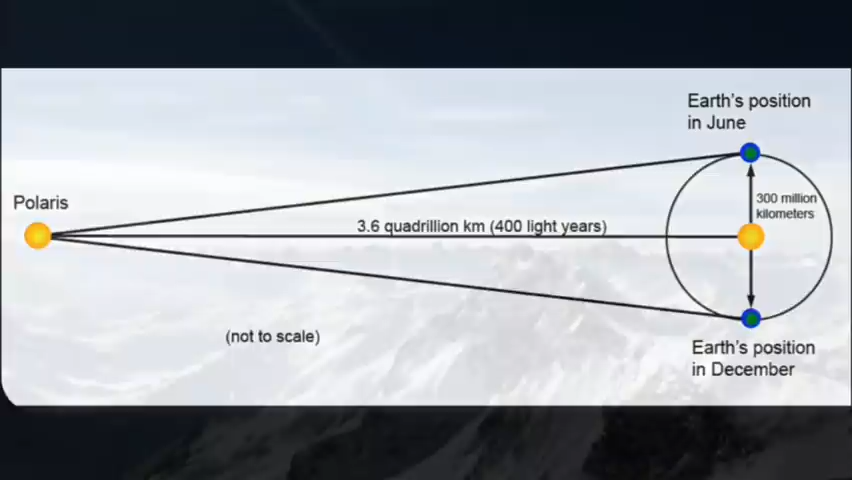 Earth's position
in June
Polaris
300 million
kilometers
3.6 quadrillion km (400 light years)
(not to scale)
Earth's position
in December